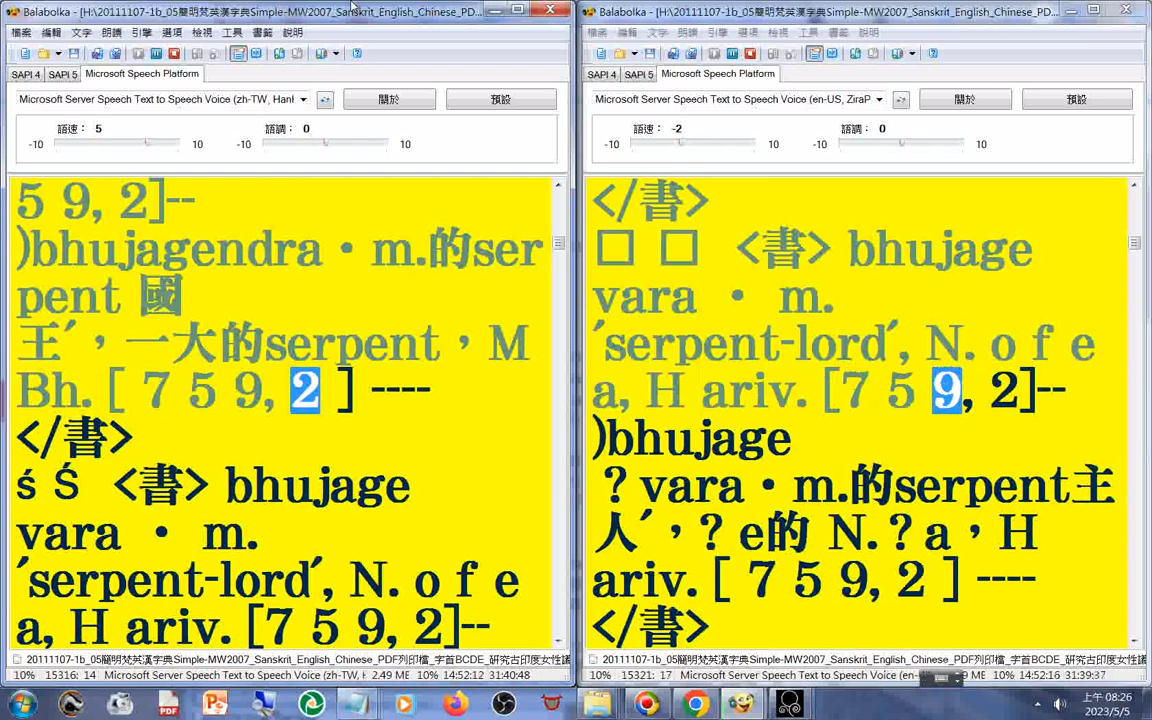 Balabolka - [H:\20111107-1b_05簡明梵英漢字典Simple-MW2007_Sanskrit_English_Chinese_PD...
檔案 編輯 文字 朗讀 引擎 選項 檢視 工具 書籤 說明
SAPI 4 SAPI 5 Microsoft Speech Platform
Microsoft Server Speech Text to Speech Voice (zh-TW, Hanl
關於 預設
語速： 5 語調： 0
-10 10 -10 10
5 9, 2]--
)bhujagendra·m.的ser
pent 國
王´，一大的serpent，M
Bh. [ 7 5 9, 2 ] ----
</書>
ś Ś <書> bhujage
vara · m.
´serpent-lord´, N. o f e
a, H ariv. [7 5 9, 2]--
20111107-1b_05簡明梵英漢字典Simple-MW2007_Sanskrit_English_Chinese_PDF列印檔_字首BCDE_研究古印度女性議
10% 15316: 14 Microsoft Server Speech Text to Speech Voice (zh-TW, H 2.49 MB 10% 14:52:12 31:40:48
Balabolka - [H:\20111107-1b_05簡明梵英漢字典Simple-MW2007_Sanskrit_English_Chinese_PD...
檔案 編輯 文字 朗讀 引擎 選項 檢視 工具 書籤 說明
SAPI 4 SAPI 5 Microsoft Speech Platform
Microsoft Server Speech Text to Speech Voice (en-US, ZiraP
關於 預設
語速： -2 語調： 0
-10 10 -10 10
</書>
□ □ <書> bhujage
vara · m.
´serpent-lord´, N. o f e
a, H ariv. [7 5 9, 2]--
)bhujage
？vara·m.的serpent主
人´，？e的 N.？a，H
ariv. [ 7 5 9, 2 ] ----
</書>
20111107-1b_05簡明梵英漢字典Simple-MW2007_Sanskrit_English_Chinese_PDF列印檔_字首BCDE_研究古印度女性議
10% 15321: 17 Microsoft Server Speech Text to Speech Voice (en-US, 9 MB 10% 14:52:16 31:39:37
上午 08:26
2023/5/5